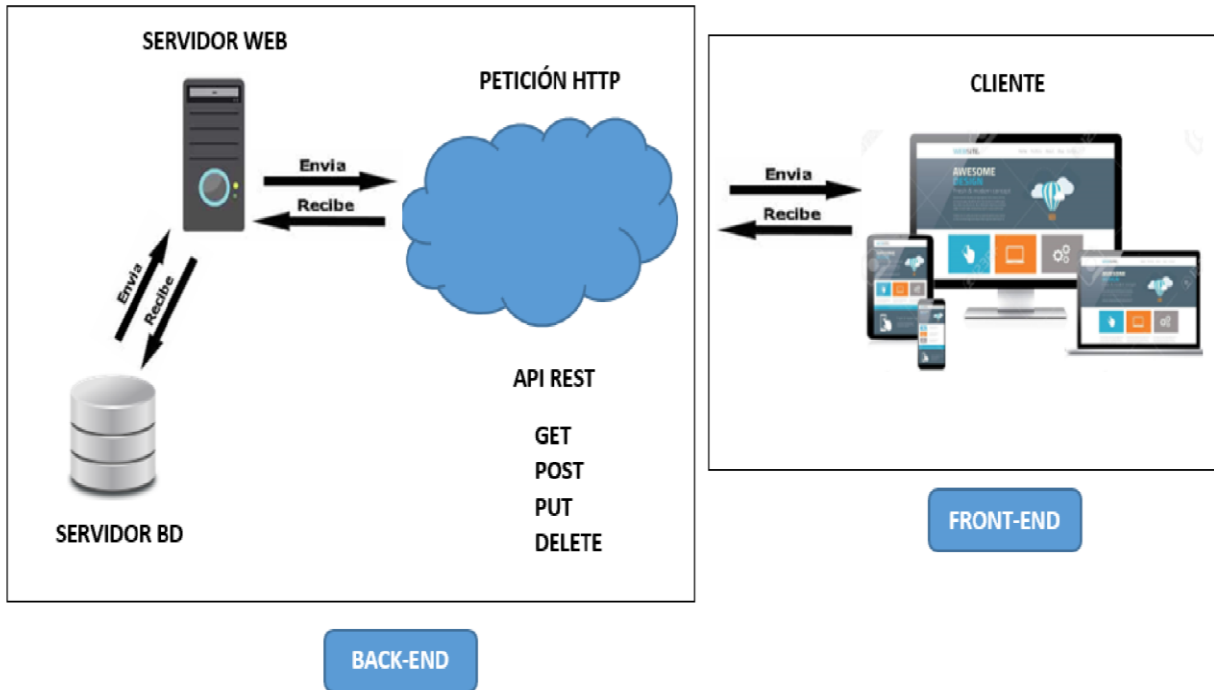 SERVIDOR WEB
PETICIÓN HTTP
Envia
Recibe
Envia
Recibe
SERVIDOR BD
API REST
GET
POST
PUT
DELETE
BACK-END
CLIENTE
Envia
Recibe
AWESOME
DESIGN
FRONT-END